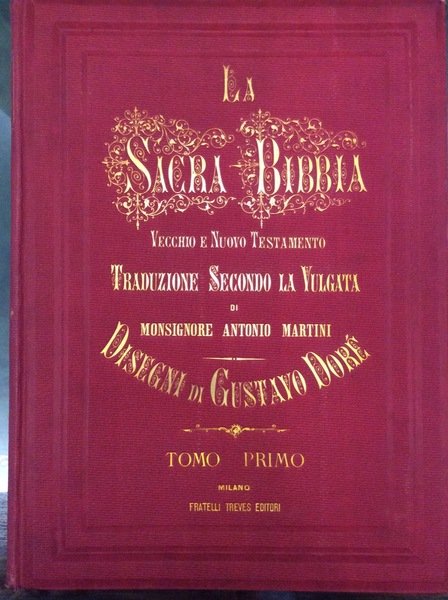 LA
SACRA BIBBIA
VECCHIO E NUOVO TESTAMENTO
TRADUZIONE SECONDO LA VULGATA
DI
MONSIGNORE ANTONIO MARTINI
DISEGNI DI GUSTAVO DORÉ
TOMO PRIMO
MILANO
FRATELLI TREVES EDITORI